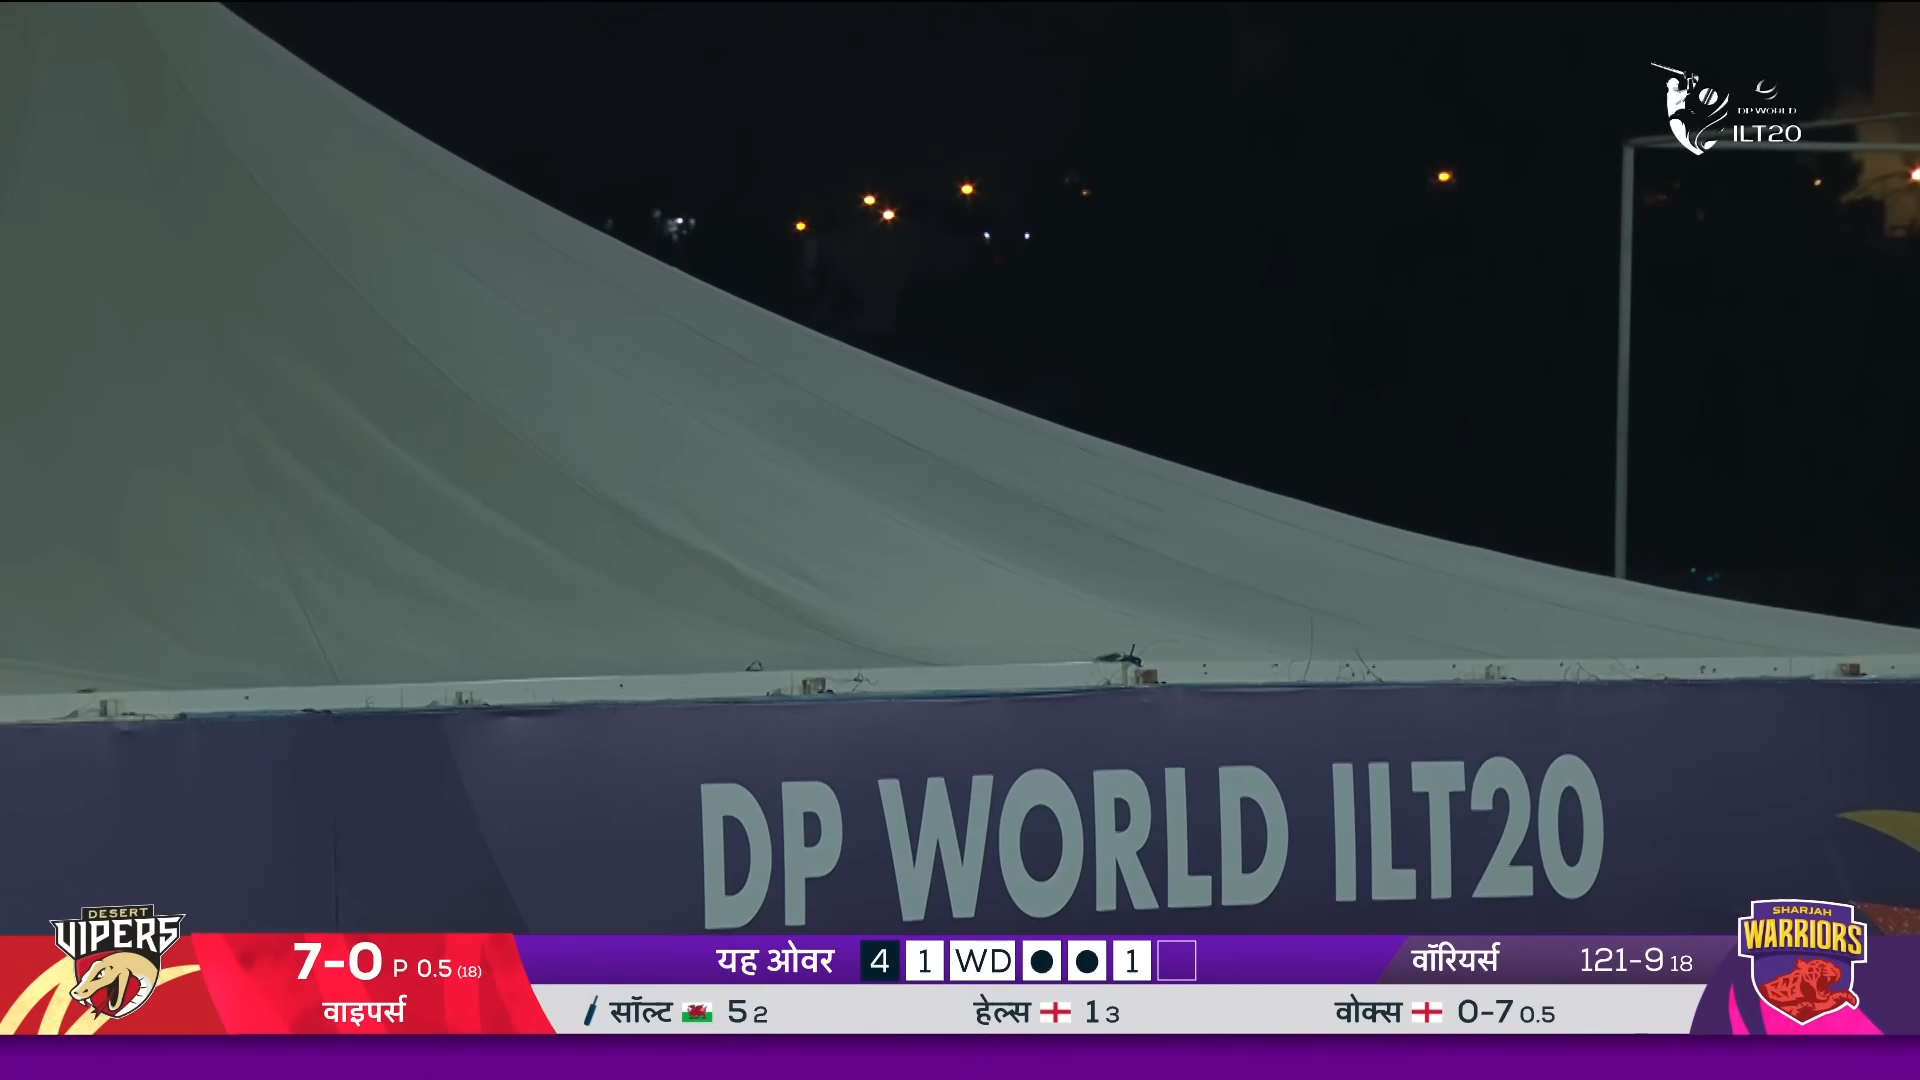 DP WORLD
ILT20
DP WORLD ILT20
DESERT
VIPERS
7-0 P 0.5 (18)
वाइपर्स
यह ओवर 4 1 WD ● ● 1
वॉरियर्स 121-9 18
सॉल्ट 5 2
हेल्स 1 3
वोक्स 0-7 0.5
SHARJAH
WARRIORS